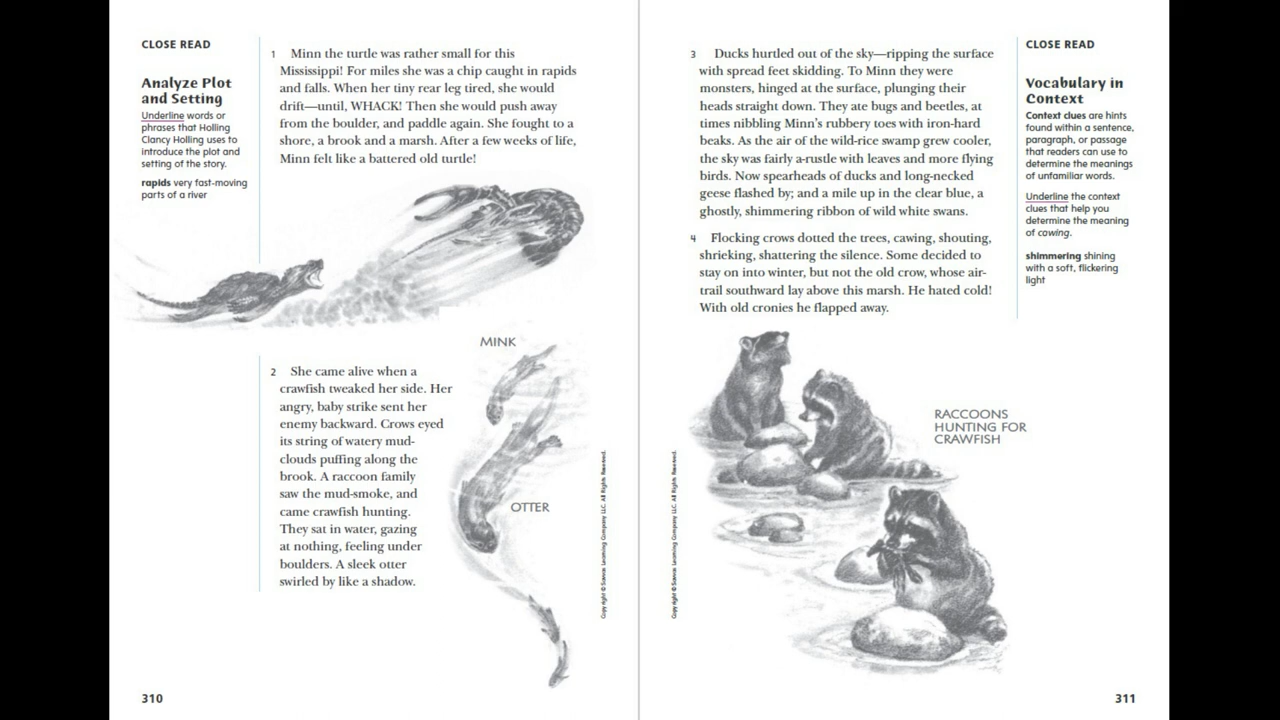 CLOSE READ
Analyze Plot
and Setting
Underline words or
phrases that Holling
Clancy Holling uses to
introduce the plot and
setting of the story.
rapids very fast-moving
parts of a river
1 Minn the turtle was rather small for this
Mississippi! For miles she was a chip caught in rapids
and falls. When her tiny rear leg tired, she would
drift—until, WHACK! Then she would push away
from the boulder, and paddle again. She fought to a
shore, a brook and a marsh. After a few weeks of life,
Minn felt like a battered old turtle!
MINK
2 She came alive when a
crawfish tweaked her side. Her
angry, baby strike sent her
enemy backward. Crows eyed
its string of watery mud-
clouds puffing along the
brook. A raccoon family
saw the mud-smoke, and
came crawfish hunting.
They sat in water, gazing
at nothing, feeling under
boulders. A sleek otter
swirled by like a shadow.
OTTER
Copyright © Savvas Learning Company LLC. All Rights Reserved.
310
3 Ducks hurtled out of the sky—ripping the surface
with spread feet skidding. To Minn they were
monsters, hinged at the surface, plunging their
heads straight down. They ate bugs and beetles, at
times nibbling Minn's rubbery toes with iron-hard
beaks. As the air of the wild-rice swamp grew cooler,
the sky was fairly a-rustle with leaves and more flying
birds. Now spearheads of ducks and long-necked
geese flashed by; and a mile up in the clear blue, a
ghostly, shimmering ribbon of wild white swans.
4 Flocking crows dotted the trees, cawing, shouting,
shrieking, shattering the silence. Some decided to
stay on into winter, but not the old crow, whose air-
trail southward lay above this marsh. He hated cold!
With old cronies he flapped away.
CLOSE READ
Vocabulary in
Context
Context clues are hints
found within a sentence,
paragraph, or passage
that readers can use to
determine the meanings
of unfamiliar words.
Underline the context
clues that help you
determine the meaning
of cawing.
shimmering shining
with a soft, flickering
light
RACCOONS
HUNTING FOR
CRAWFISH
Copyright © Savvas Learning Company LLC. All Rights Reserved.
311